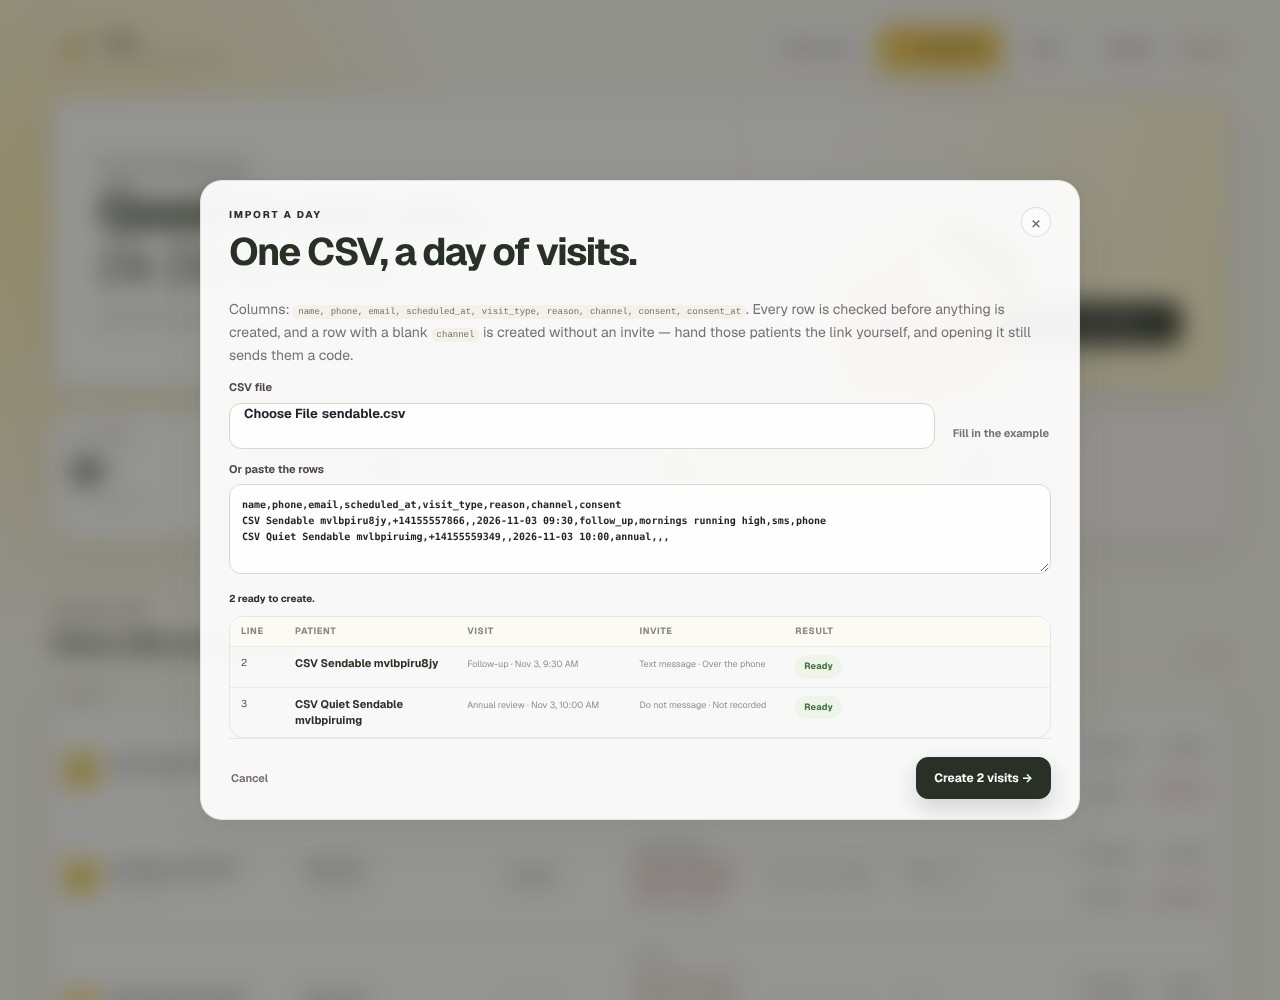 IMPORT A DAY
×
One CSV, a day of visits.
Columns: name, phone, email, scheduled_at, visit_type, reason, channel, consent, consent_at. Every row is checked before anything is
created, and a row with a blank channel is created without an invite — hand those patients the link yourself, and opening it still
sends them a code.
CSV file
Choose File sendable.csv
Fill in the example
Or paste the rows
name,phone,email,scheduled_at,visit_type,reason,channel,consent
CSV Sendable mvlbpiru8jy,+14155557866,,2026-11-03 09:30,follow_up,mornings running high,sms,phone
CSV Quiet Sendable mvlbpiruimg,+14155559349,,2026-11-03 10:00,annual,,,
2 ready to create.
LINE PATIENT VISIT INVITE RESULT
2 CSV Sendable mvlbpiru8jy Follow-up · Nov 3, 9:30 AM Text message · Over the phone Ready
3 CSV Quiet Sendable Annual review · Nov 3, 10:00 AM Do not message · Not recorded Ready
mvlbpiruimg
Cancel
Create 2 visits →